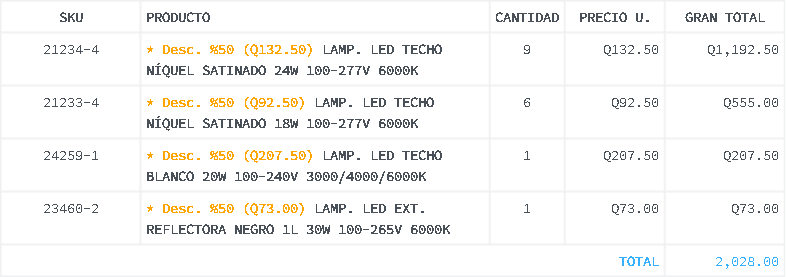 SKU PRODUCTO CANTIDAD PRECIO U. GRAN TOTAL
21234-4 ★ Desc. %50 (Q132.50) LAMP. LED TECHO 9 Q132.50 Q1,192.50
NÍQUEL SATINADO 24W 100-277V 6000K
21233-4 ★ Desc. %50 (Q92.50) LAMP. LED TECHO 6 Q92.50 Q555.00
NÍQUEL SATINADO 18W 100-277V 6000K
24259-1 ★ Desc. %50 (Q207.50) LAMP. LED TECHO 1 Q207.50 Q207.50
BLANCO 20W 100-240V 3000/4000/6000K
23460-2 ★ Desc. %50 (Q73.00) LAMP. LED EXT. 1 Q73.00 Q73.00
REFLECTORA NEGRO 1L 30W 100-265V 6000K
TOTAL 2,028.00